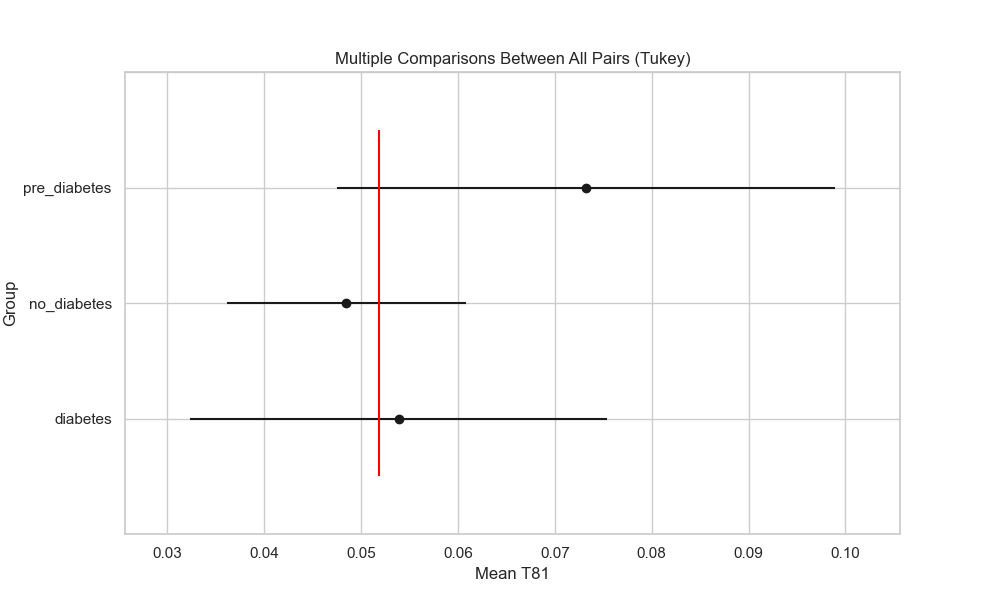 Multiple Comparisons Between All Pairs (Tukey)
pre_diabetes
no_diabetes
diabetes
Group
0.03 0.04 0.05 0.06 0.07 0.08 0.09 0.10
Mean T81